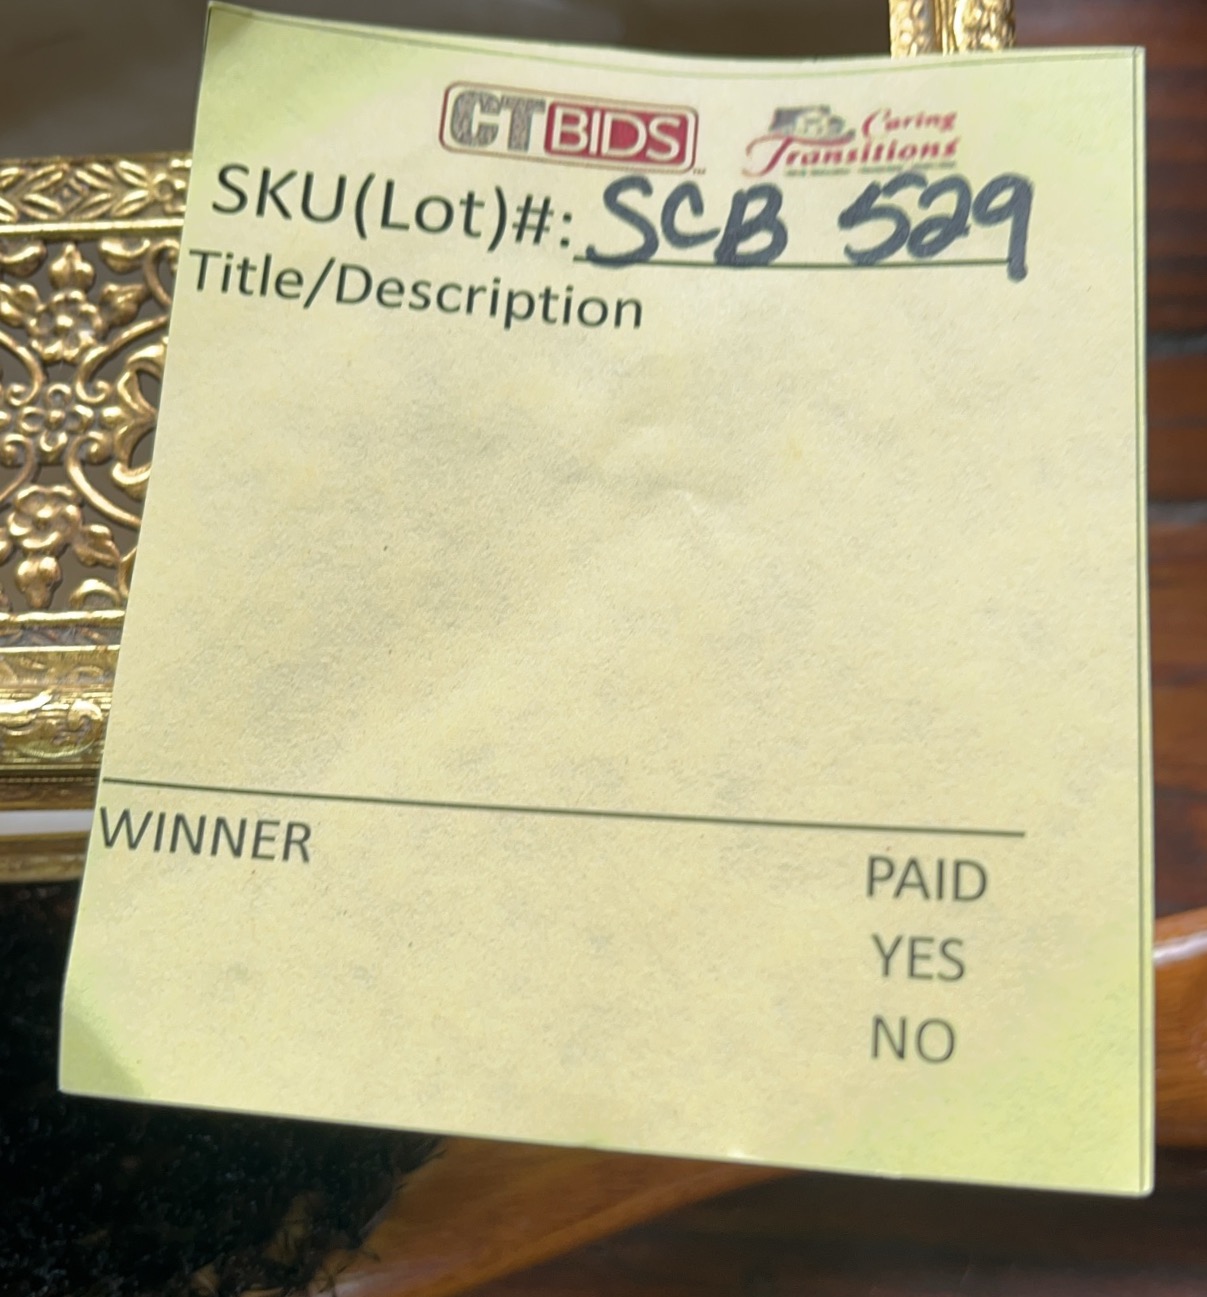 CTBIDS
Caring
Transitions
SKU(Lot)#: SCB 529
Title/Description
WINNER
PAID
YES
NO